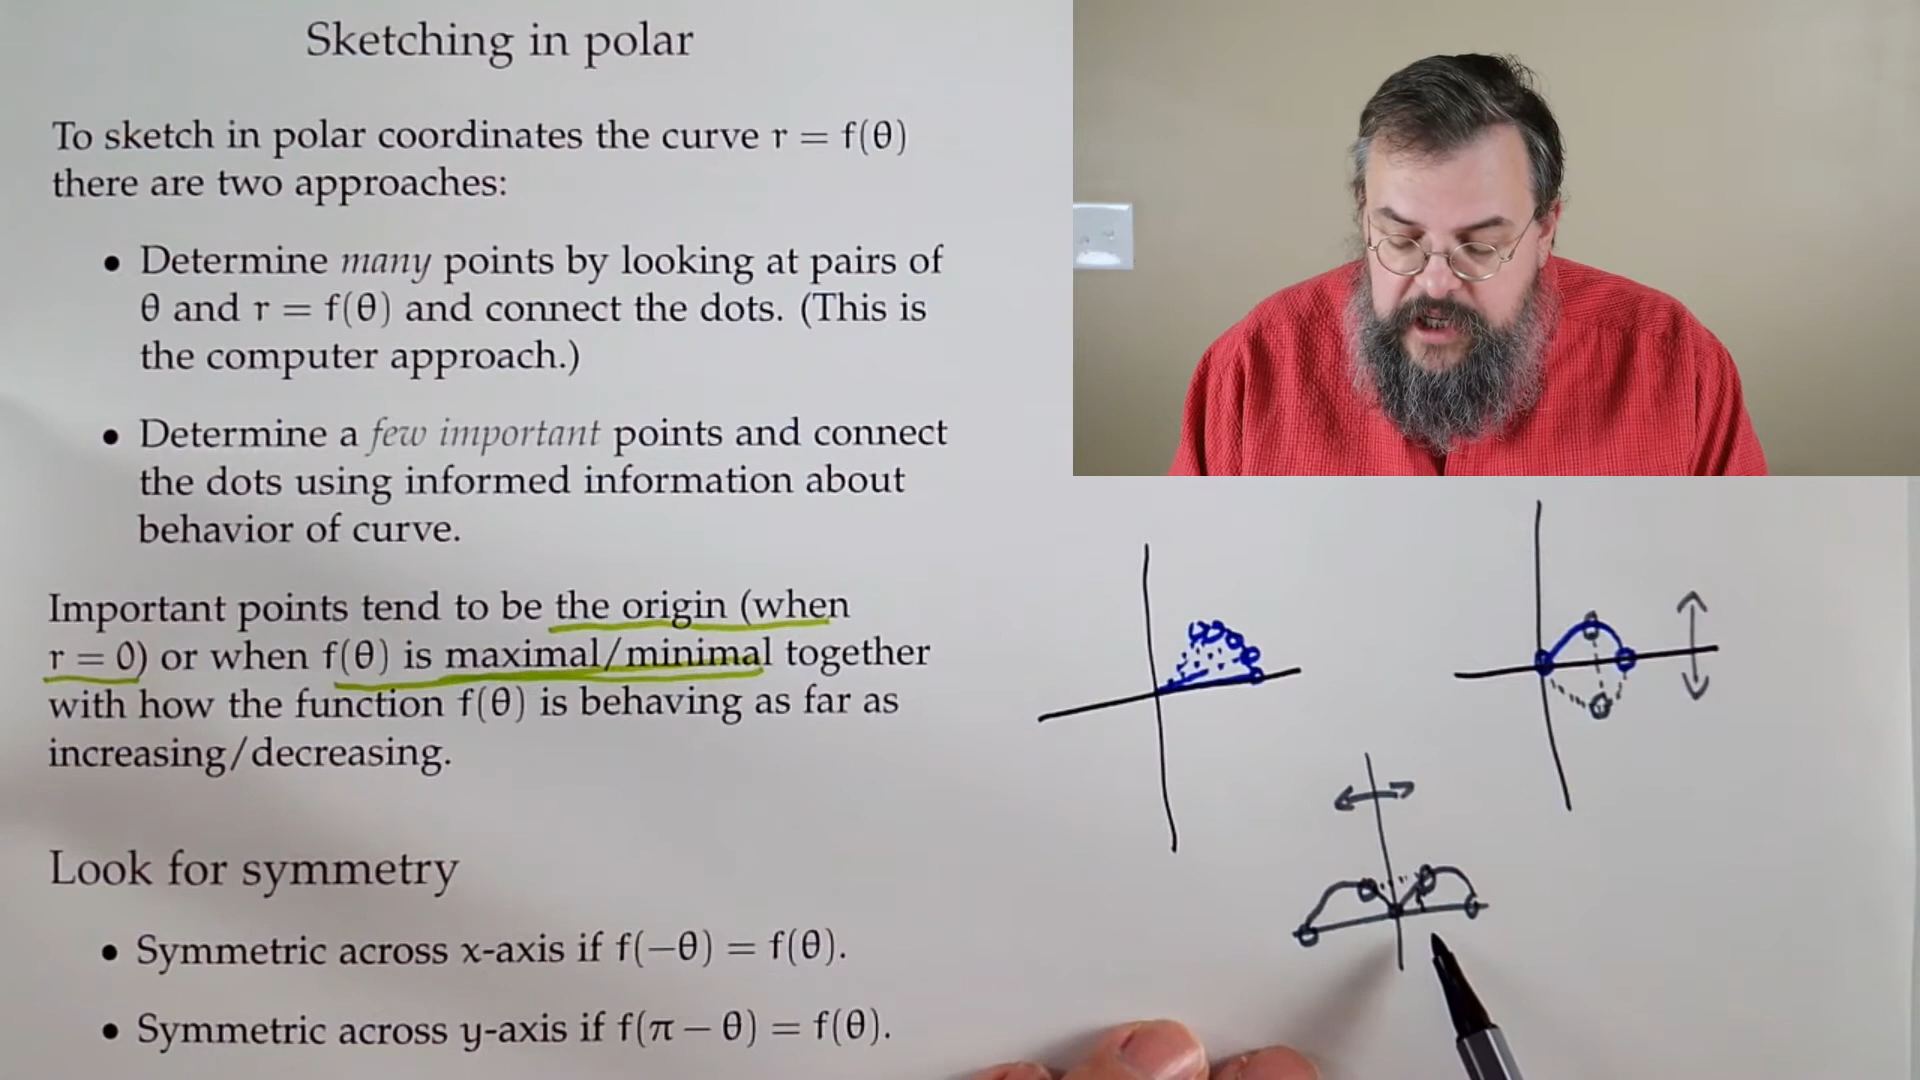 Sketching in polar
To sketch in polar coordinates the curve r = f(θ)
there are two approaches:
• Determine many points by looking at pairs of
θ and r = f(θ) and connect the dots. (This is
the computer approach.)
• Determine a few important points and connect
the dots using informed information about
behavior of curve.
Important points tend to be the origin (when
r = 0) or when f(θ) is maximal/minimal together
with how the function f(θ) is behaving as far as
increasing/decreasing.
Look for symmetry
• Symmetric across x-axis if f(−θ) = f(θ).
• Symmetric across y-axis if f(π − θ) = f(θ).